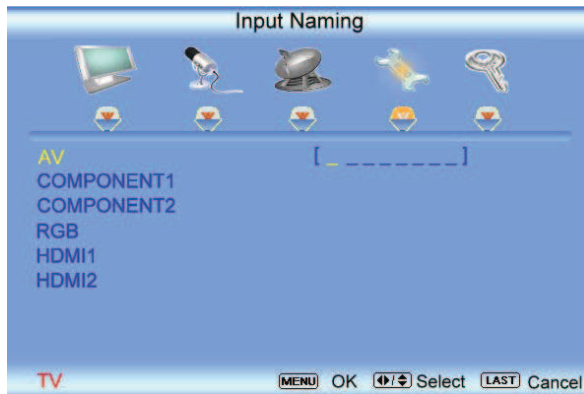 Input Naming
AV [ _ _ _ _ _ _ _ _ ]
COMPONENT1
COMPONENT2
RGB
HDMI1
HDMI2
TV MENU OK Select LAST Cancel